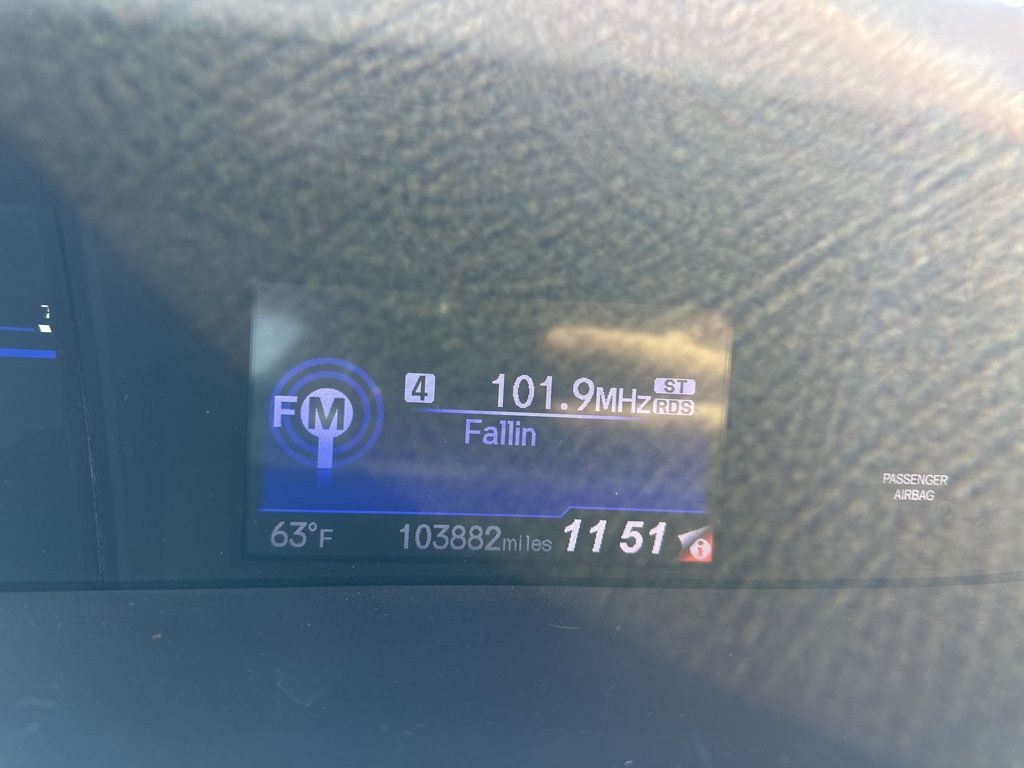 FM 4 101.9MHz ST
RDS
Fallin
63°F 103882miles 11 51 i
PASSENGER
AIRBAG